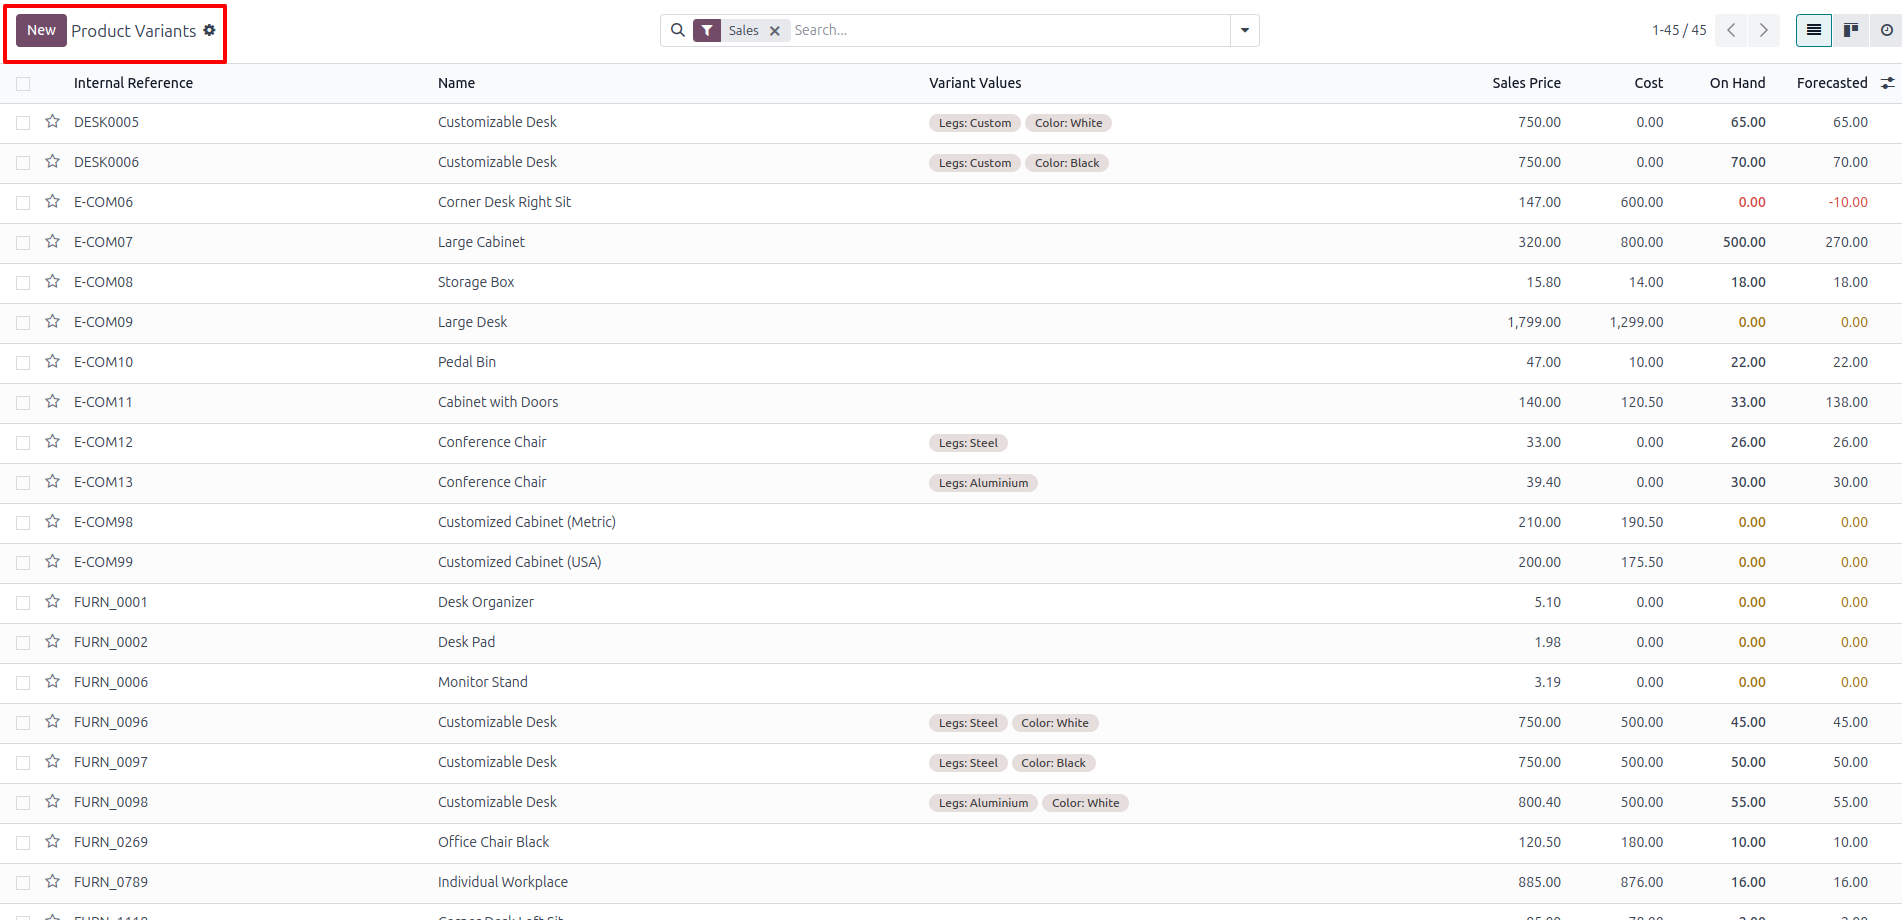 New Product Variants
Sales Search...
1-45 / 45
Internal Reference Name Variant Values Sales Price Cost On Hand Forecasted
DESK0005 Customizable Desk Legs: Custom Color: White 750.00 0.00 65.00 65.00
DESK0006 Customizable Desk Legs: Custom Color: Black 750.00 0.00 70.00 70.00
E-COM06 Corner Desk Right Sit 147.00 600.00 0.00 -10.00
E-COM07 Large Cabinet 320.00 800.00 500.00 270.00
E-COM08 Storage Box 15.80 14.00 18.00 18.00
E-COM09 Large Desk 1,799.00 1,299.00 0.00 0.00
E-COM10 Pedal Bin 47.00 10.00 22.00 22.00
E-COM11 Cabinet with Doors 140.00 120.50 33.00 138.00
E-COM12 Conference Chair Legs: Steel 33.00 0.00 26.00 26.00
E-COM13 Conference Chair Legs: Aluminium 39.40 0.00 30.00 30.00
E-COM98 Customized Cabinet (Metric) 210.00 190.50 0.00 0.00
E-COM99 Customized Cabinet (USA) 200.00 175.50 0.00 0.00
FURN_0001 Desk Organizer 5.10 0.00 0.00 0.00
FURN_0002 Desk Pad 1.98 0.00 0.00 0.00
FURN_0006 Monitor Stand 3.19 0.00 0.00 0.00
FURN_0096 Customizable Desk Legs: Steel Color: White 750.00 500.00 45.00 45.00
FURN_0097 Customizable Desk Legs: Steel Color: Black 750.00 500.00 50.00 50.00
FURN_0098 Customizable Desk Legs: Aluminium Color: White 800.40 500.00 55.00 55.00
FURN_0269 Office Chair Black 120.50 180.00 10.00 10.00
FURN_0789 Individual Workplace 885.00 876.00 16.00 16.00